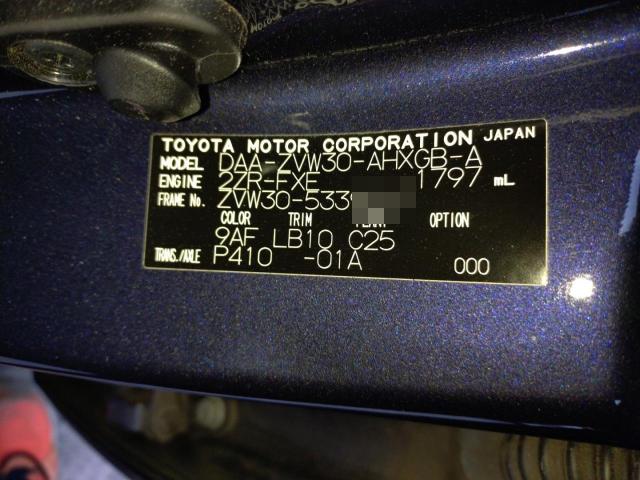 TOYOTA MOTOR CORPORATION JAPAN
MODEL DAA-ZVW30-AHXGB-A
ENGINE 2ZR-FXE 1797 mL
FRAME No. ZVW30-533
COLOR TRIM PLANT OPTION
9AF LB10 C25
TRANS./AXLE P410 -01A 000